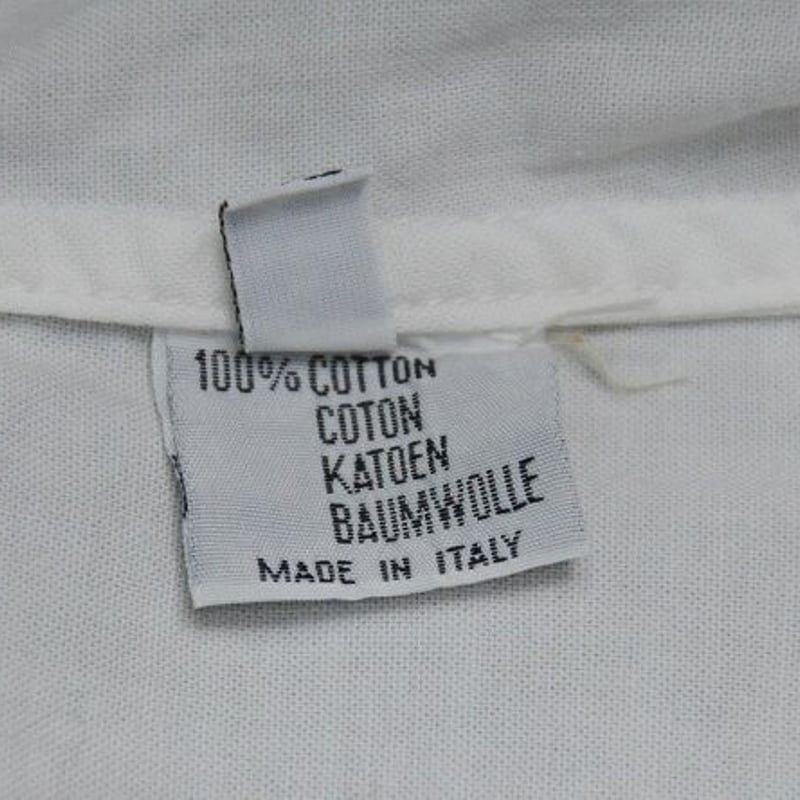 100% COTTON
COTON
KATOEN
BAUMWOLLE
MADE IN ITALY